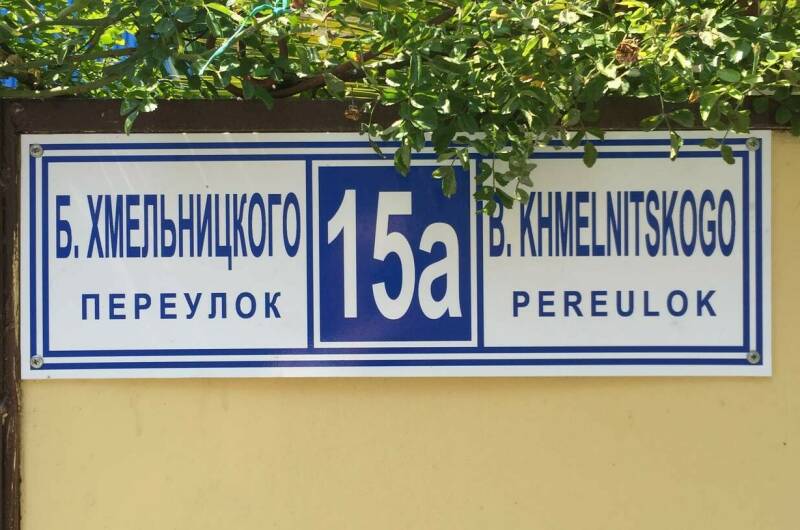 Б. ХМЕЛЬНИЦКОГО
ПЕРЕУЛОК
15а
B. KHMELNITSKOGO
PEREULOK